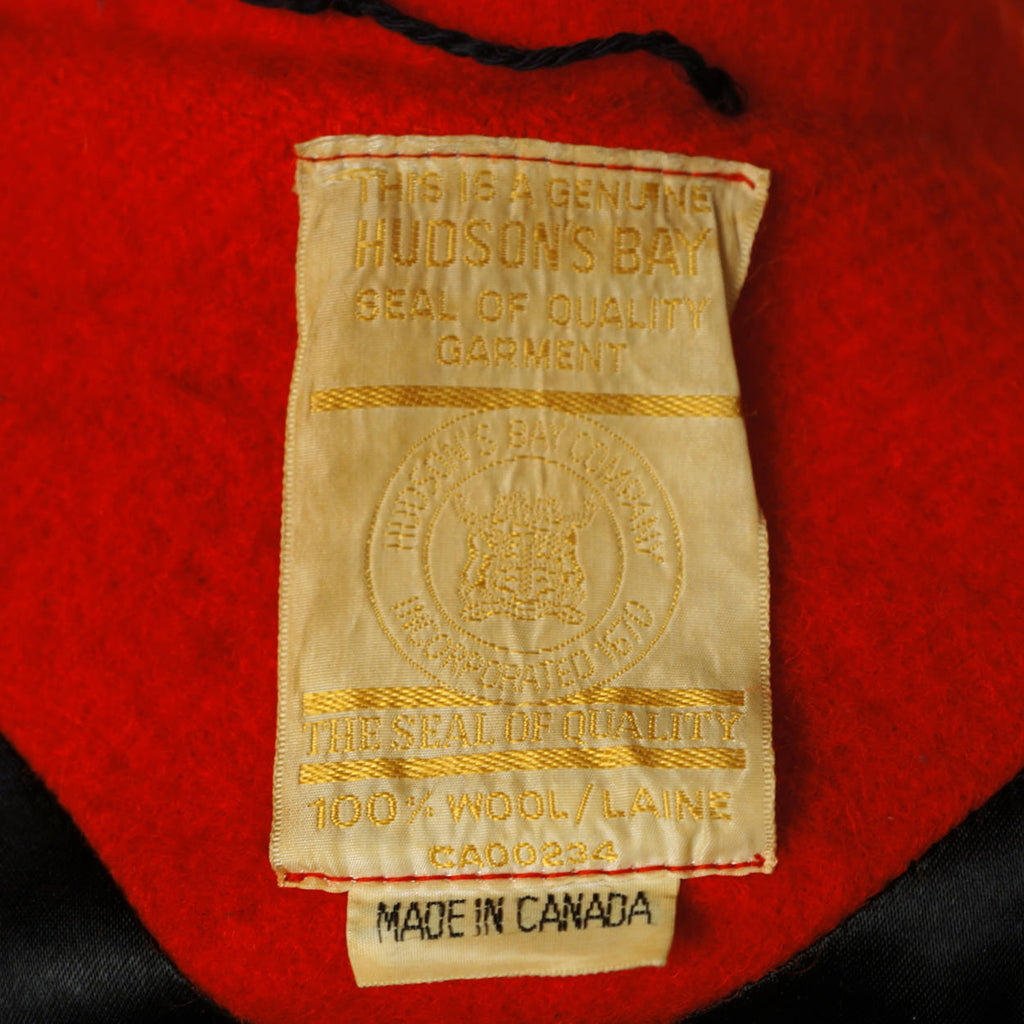 THIS IS A GENUINE
HUDSON'S BAY
SEAL OF QUALITY
GARMENT
HUDSON'S BAY COMPANY
INCORPORATED 1670
THE SEAL OF QUALITY
100% WOOL/LAINE
CA00234
MADE IN CANADA